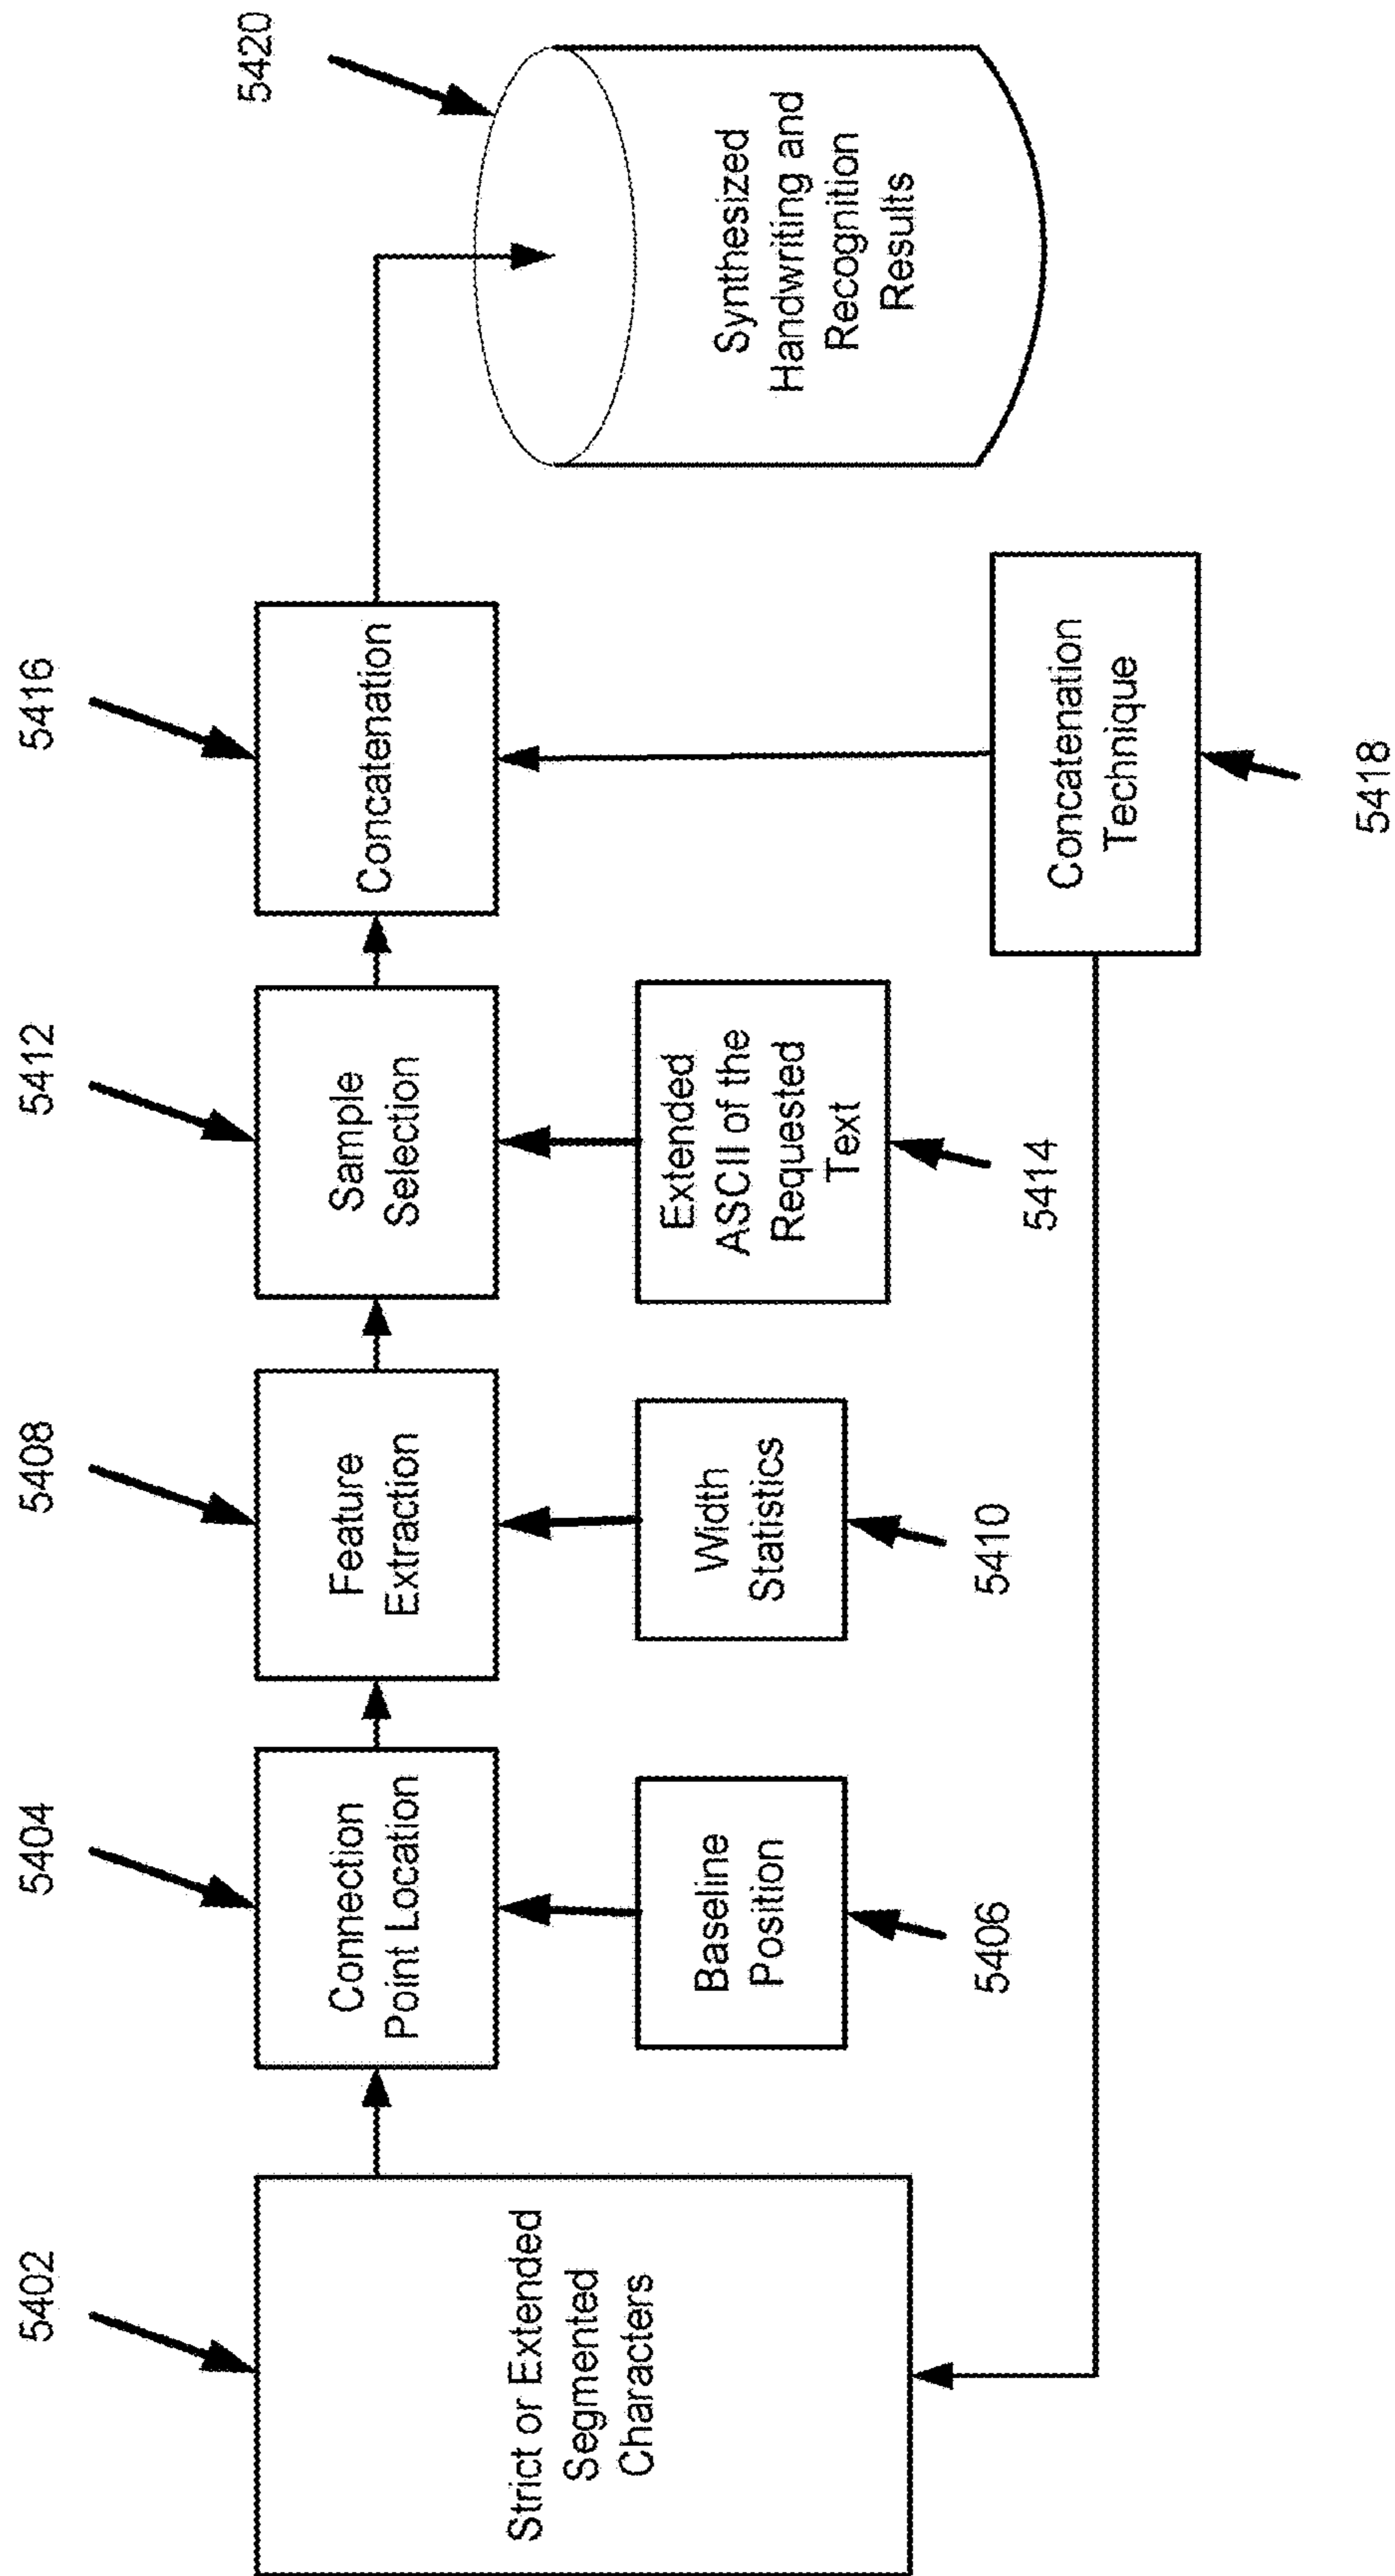 5402
5404
5408
5412
5416
5420
Strict or Extended
Segmented
Characters
Connection
Point Location
Feature
Extraction
Sample
Selection
Concatenation
Synthesized
Handwriting and
Recognition
Results
Baseline
Position
Width
Statistics
Extended
ASCII of the
Requested
Text
5406
5410
5414
Concatenation
Technique
5418